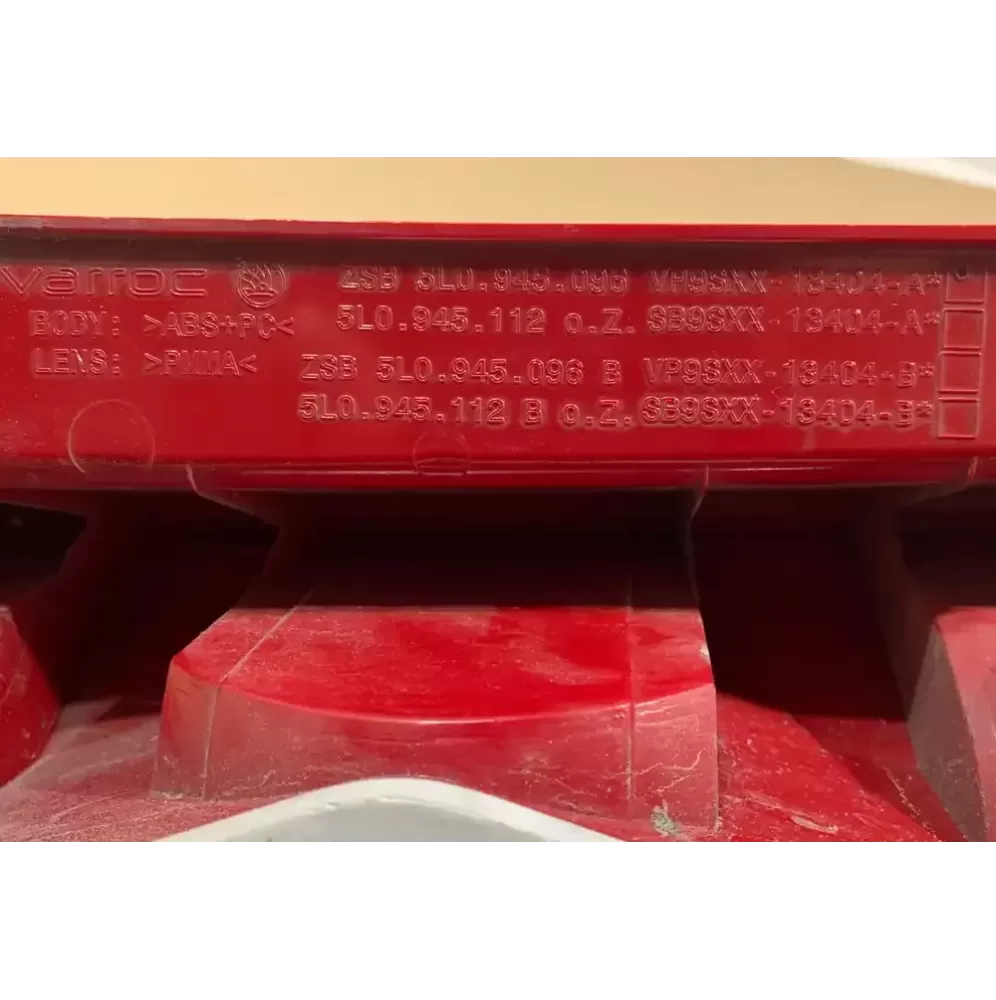 varroc ZSB 5L0.945.096 VP9SXX-13404-A*
BODY: >ABS+PC< 5L0.945.112 o.Z. SB9SXX-13404-A*
LENS: >PMMA< ZSB 5L0.945.096 B VP9SXX-13404-B*
5L0.945.112 B o.Z. SB9SXX-13404-B*